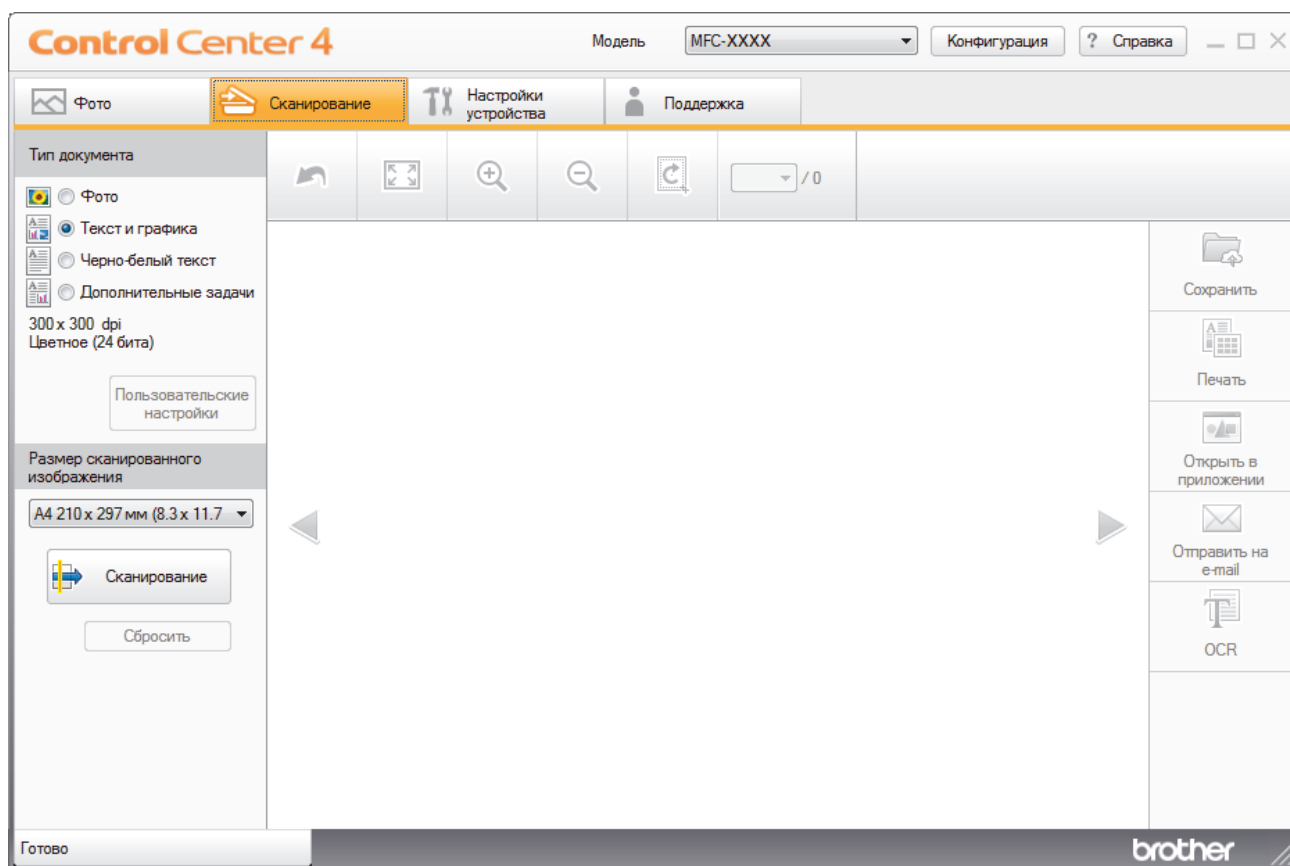 Control Center 4
Модель
MFC-XXXX
Конфигурация
? Справка
Фото
Сканирование
Настройки
устройства
Поддержка
Тип документа
Фото
Текст и графика
Черно-белый текст
Дополнительные задачи
300 x 300 dpi
Цветное (24 бита)
Пользовательские
настройки
Размер сканированного
изображения
A4 210 x 297 мм (8.3 x 11.7
Сканирование
Сбросить
/ 0
Сохранить
Печать
Открыть в
приложении
Отправить на
e-mail
OCR
Готово
brother